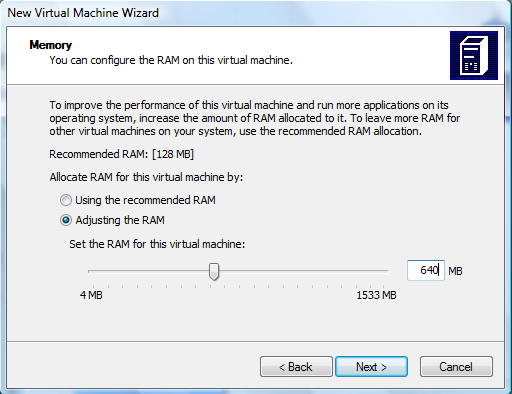 New Virtual Machine Wizard
Memory
You can configure the RAM on this virtual machine.
To improve the performance of this virtual machine and run more applications on its
operating system, increase the amount of RAM allocated to it. To leave more RAM for
other virtual machines on your system, use the recommended RAM allocation.
Recommended RAM: [128 MB]
Allocate RAM for this virtual machine by:
Using the recommended RAM
Adjusting the RAM
Set the RAM for this virtual machine:
640 MB
4 MB 1533 MB
< Back Next > Cancel